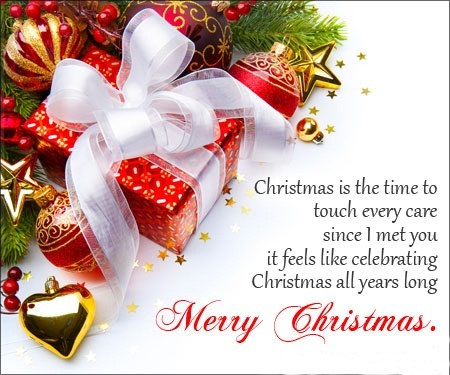 Christmas is the time to
touch every care
since I met you
it feels like celebrating
Christmas all years long
Merry Christmas.